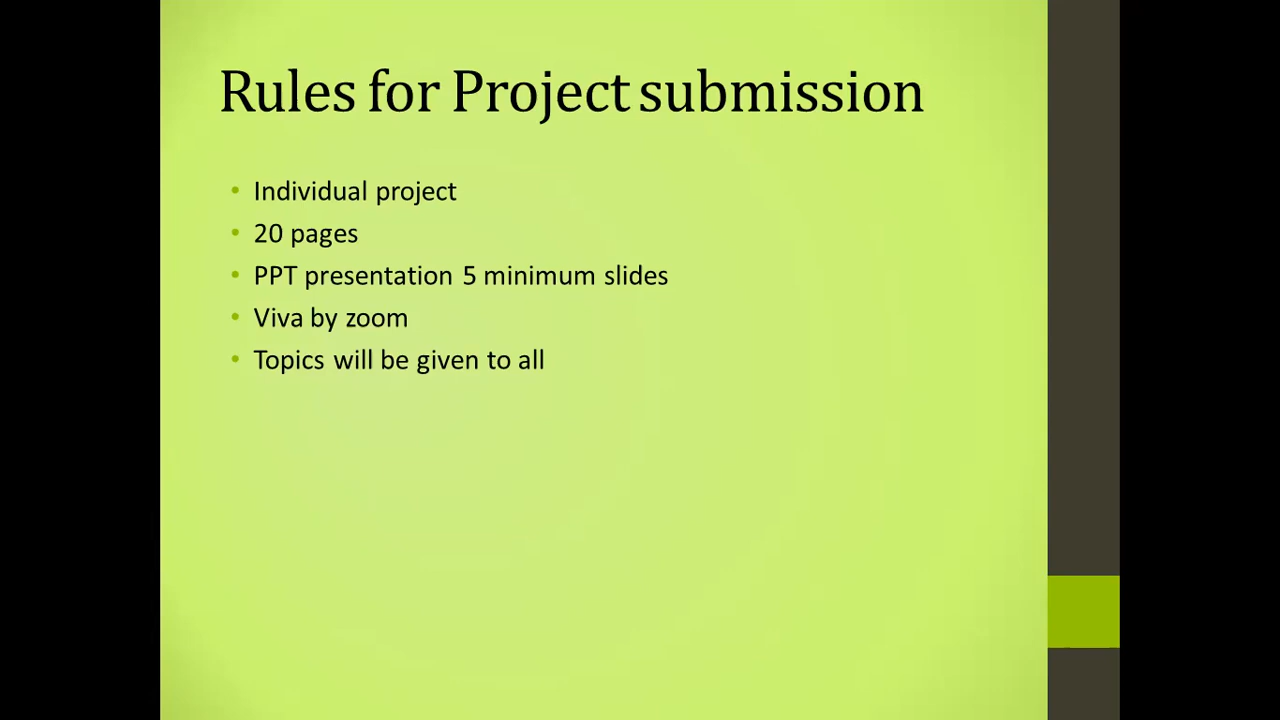 Rules for Project submission
• Individual project
• 20 pages
• PPT presentation 5 minimum slides
• Viva by zoom
• Topics will be given to all